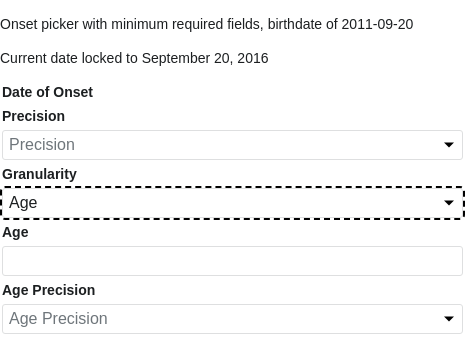 Onset picker with minimum required fields, birthdate of 2011-09-20
Current date locked to September 20, 2016
Date of Onset
Precision
Precision
Granularity
Age
Age
Age Precision
Age Precision